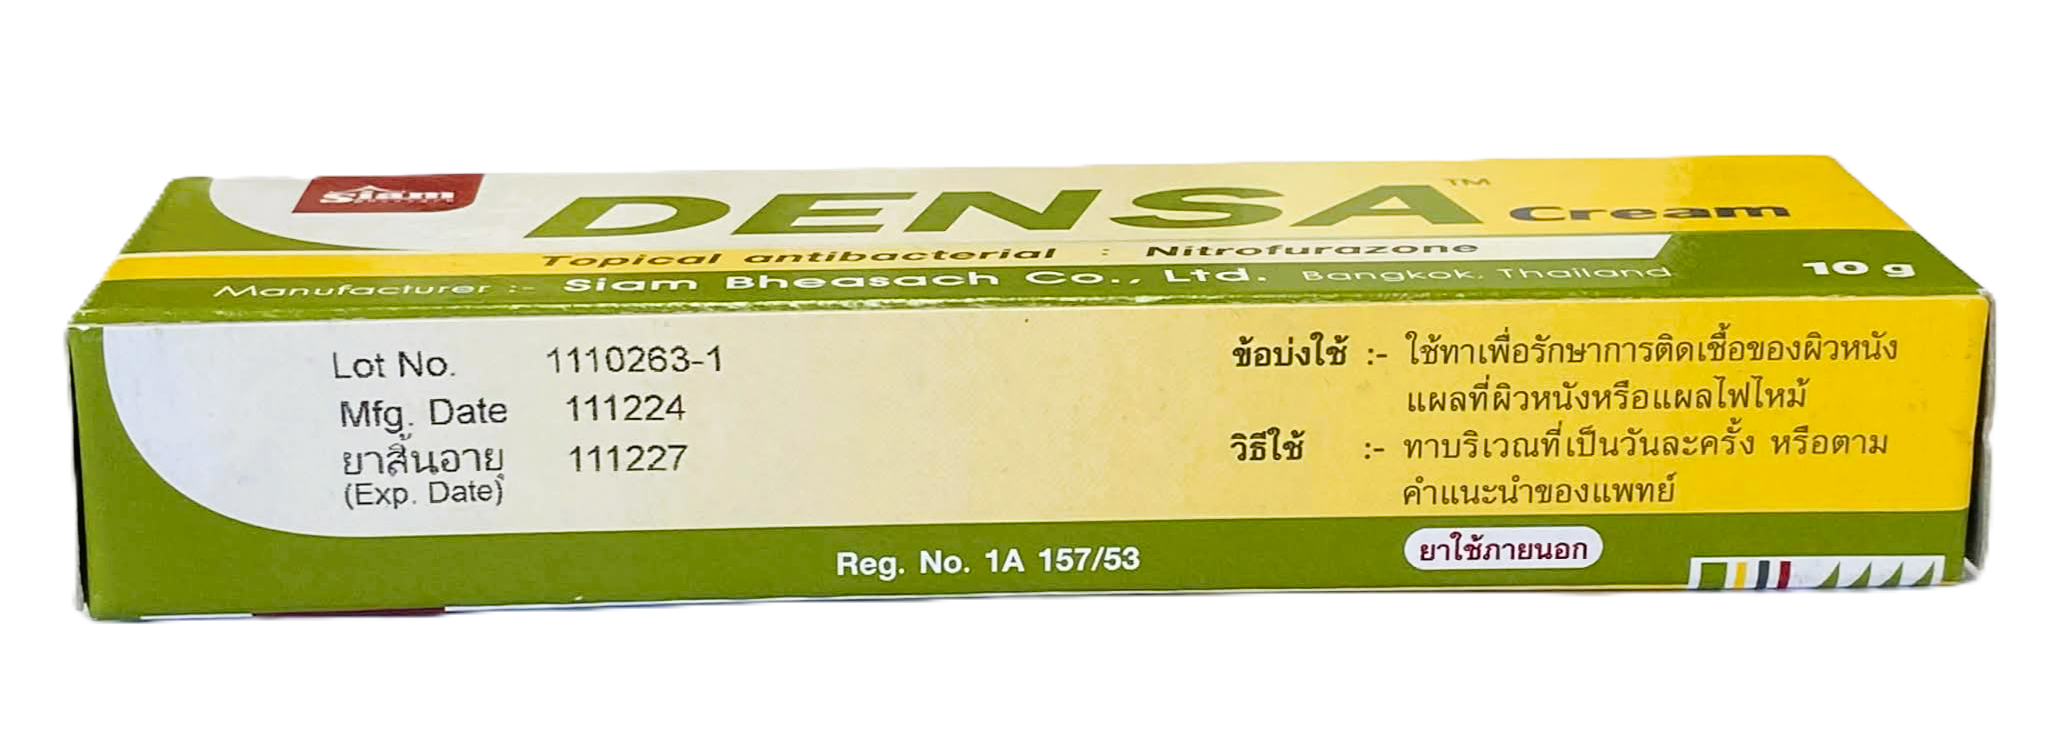 Siam
DENSA™ Cream
Topical antibacterial : Nitrofurazone
Manufacturer :- Siam Bheasach Co., Ltd. Bangkok, Thailand
10 g
Lot No. 1110263-1
Mfg. Date 111224
ยาสิ้นอายุ 111227
(Exp. Date)
ข้อบ่งใช้ :- ใช้ทาเพื่อรักษาการติดเชื้อของผิวหนัง
แผลที่ผิวหนังหรือแผลไฟไหม้
วิธีใช้ :- ทาบริเวณที่เป็นวันละครั้ง หรือตาม
คำแนะนำของแพทย์
Reg. No. 1A 157/53
ยาใช้ภายนอก